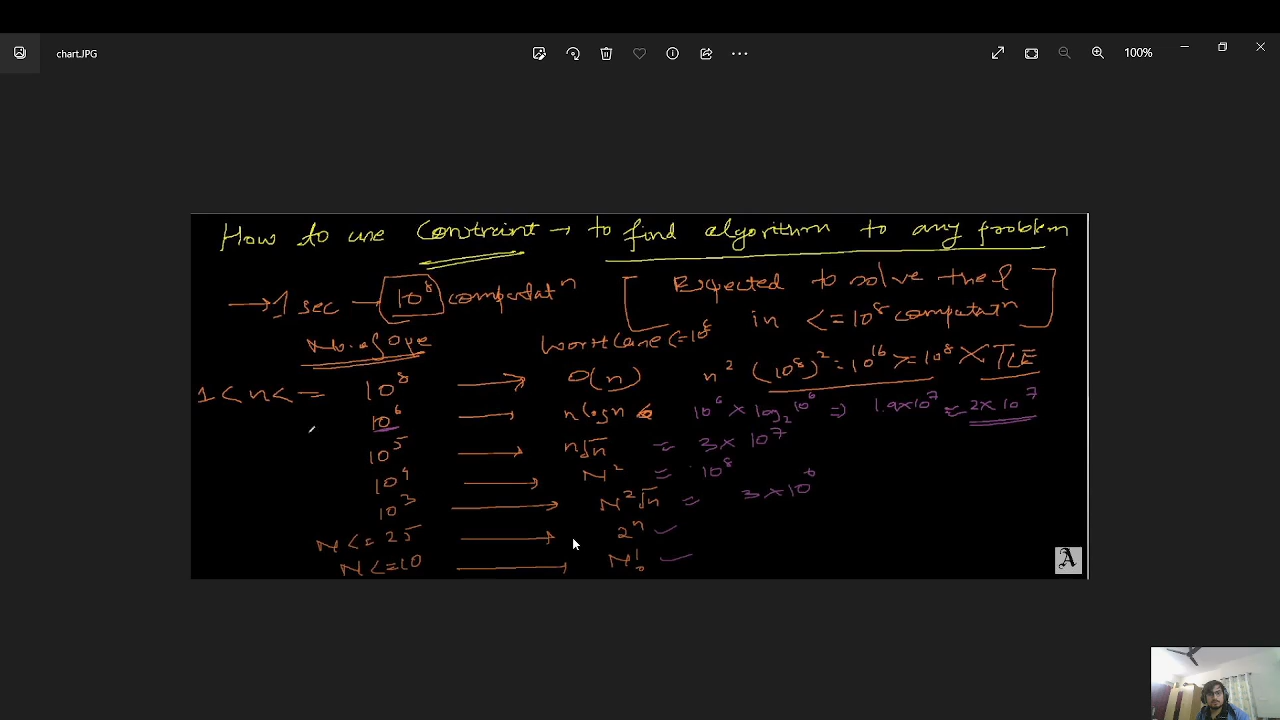 chart.JPG
100%
How to use Constraint → to find algorithm to any problem
→ 1 sec → 10⁸ computatⁿ [ Expected to solve the
in <=10⁸ computatⁿ ]
No. of Ope worst case <=10⁸
1 < n <= 10⁸ → O(n) n² (10⁸)² = 10¹⁶ >= 10⁸ X TLE
10⁶ → n log n 10⁶ × log₂ 10⁶ ⇒ 1.9×10⁷ ≈ 2×10⁷
10⁵ → n√n ≈ 3×10⁷
10⁴ → N² = 10⁸
10³ → N²√n = 3×10⁶
N <= 25 → 2ⁿ ✓
N <= 10 → N! ✓
A